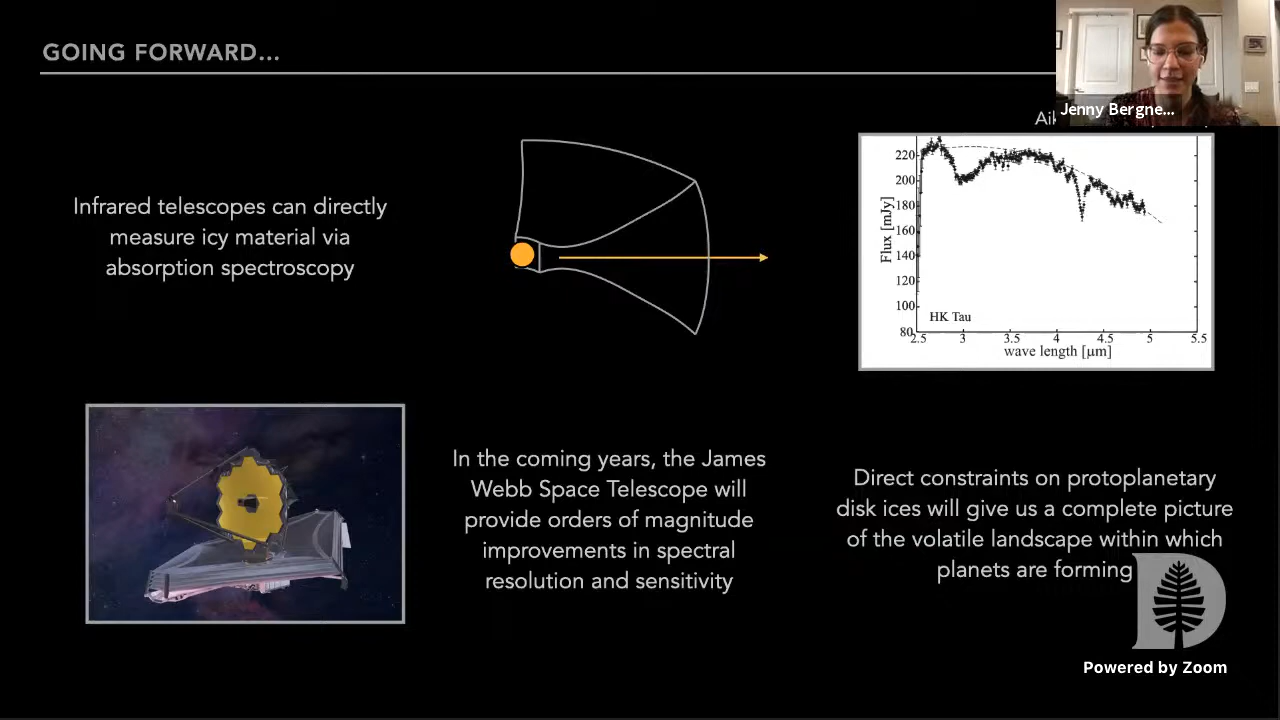 GOING FORWARD...
Jenny Bergne...
Infrared telescopes can directly
measure icy material via
absorption spectroscopy
220
200
180
160
140
120
100
80
Flux [mJy]
HK Tau
2.5 3 3.5 4 4.5 5 5.5
wave length [μm]
In the coming years, the James
Webb Space Telescope will
provide orders of magnitude
improvements in spectral
resolution and sensitivity
Direct constraints on protoplanetary
disk ices will give us a complete picture
of the volatile landscape within which
planets are forming
D
Powered by Zoom